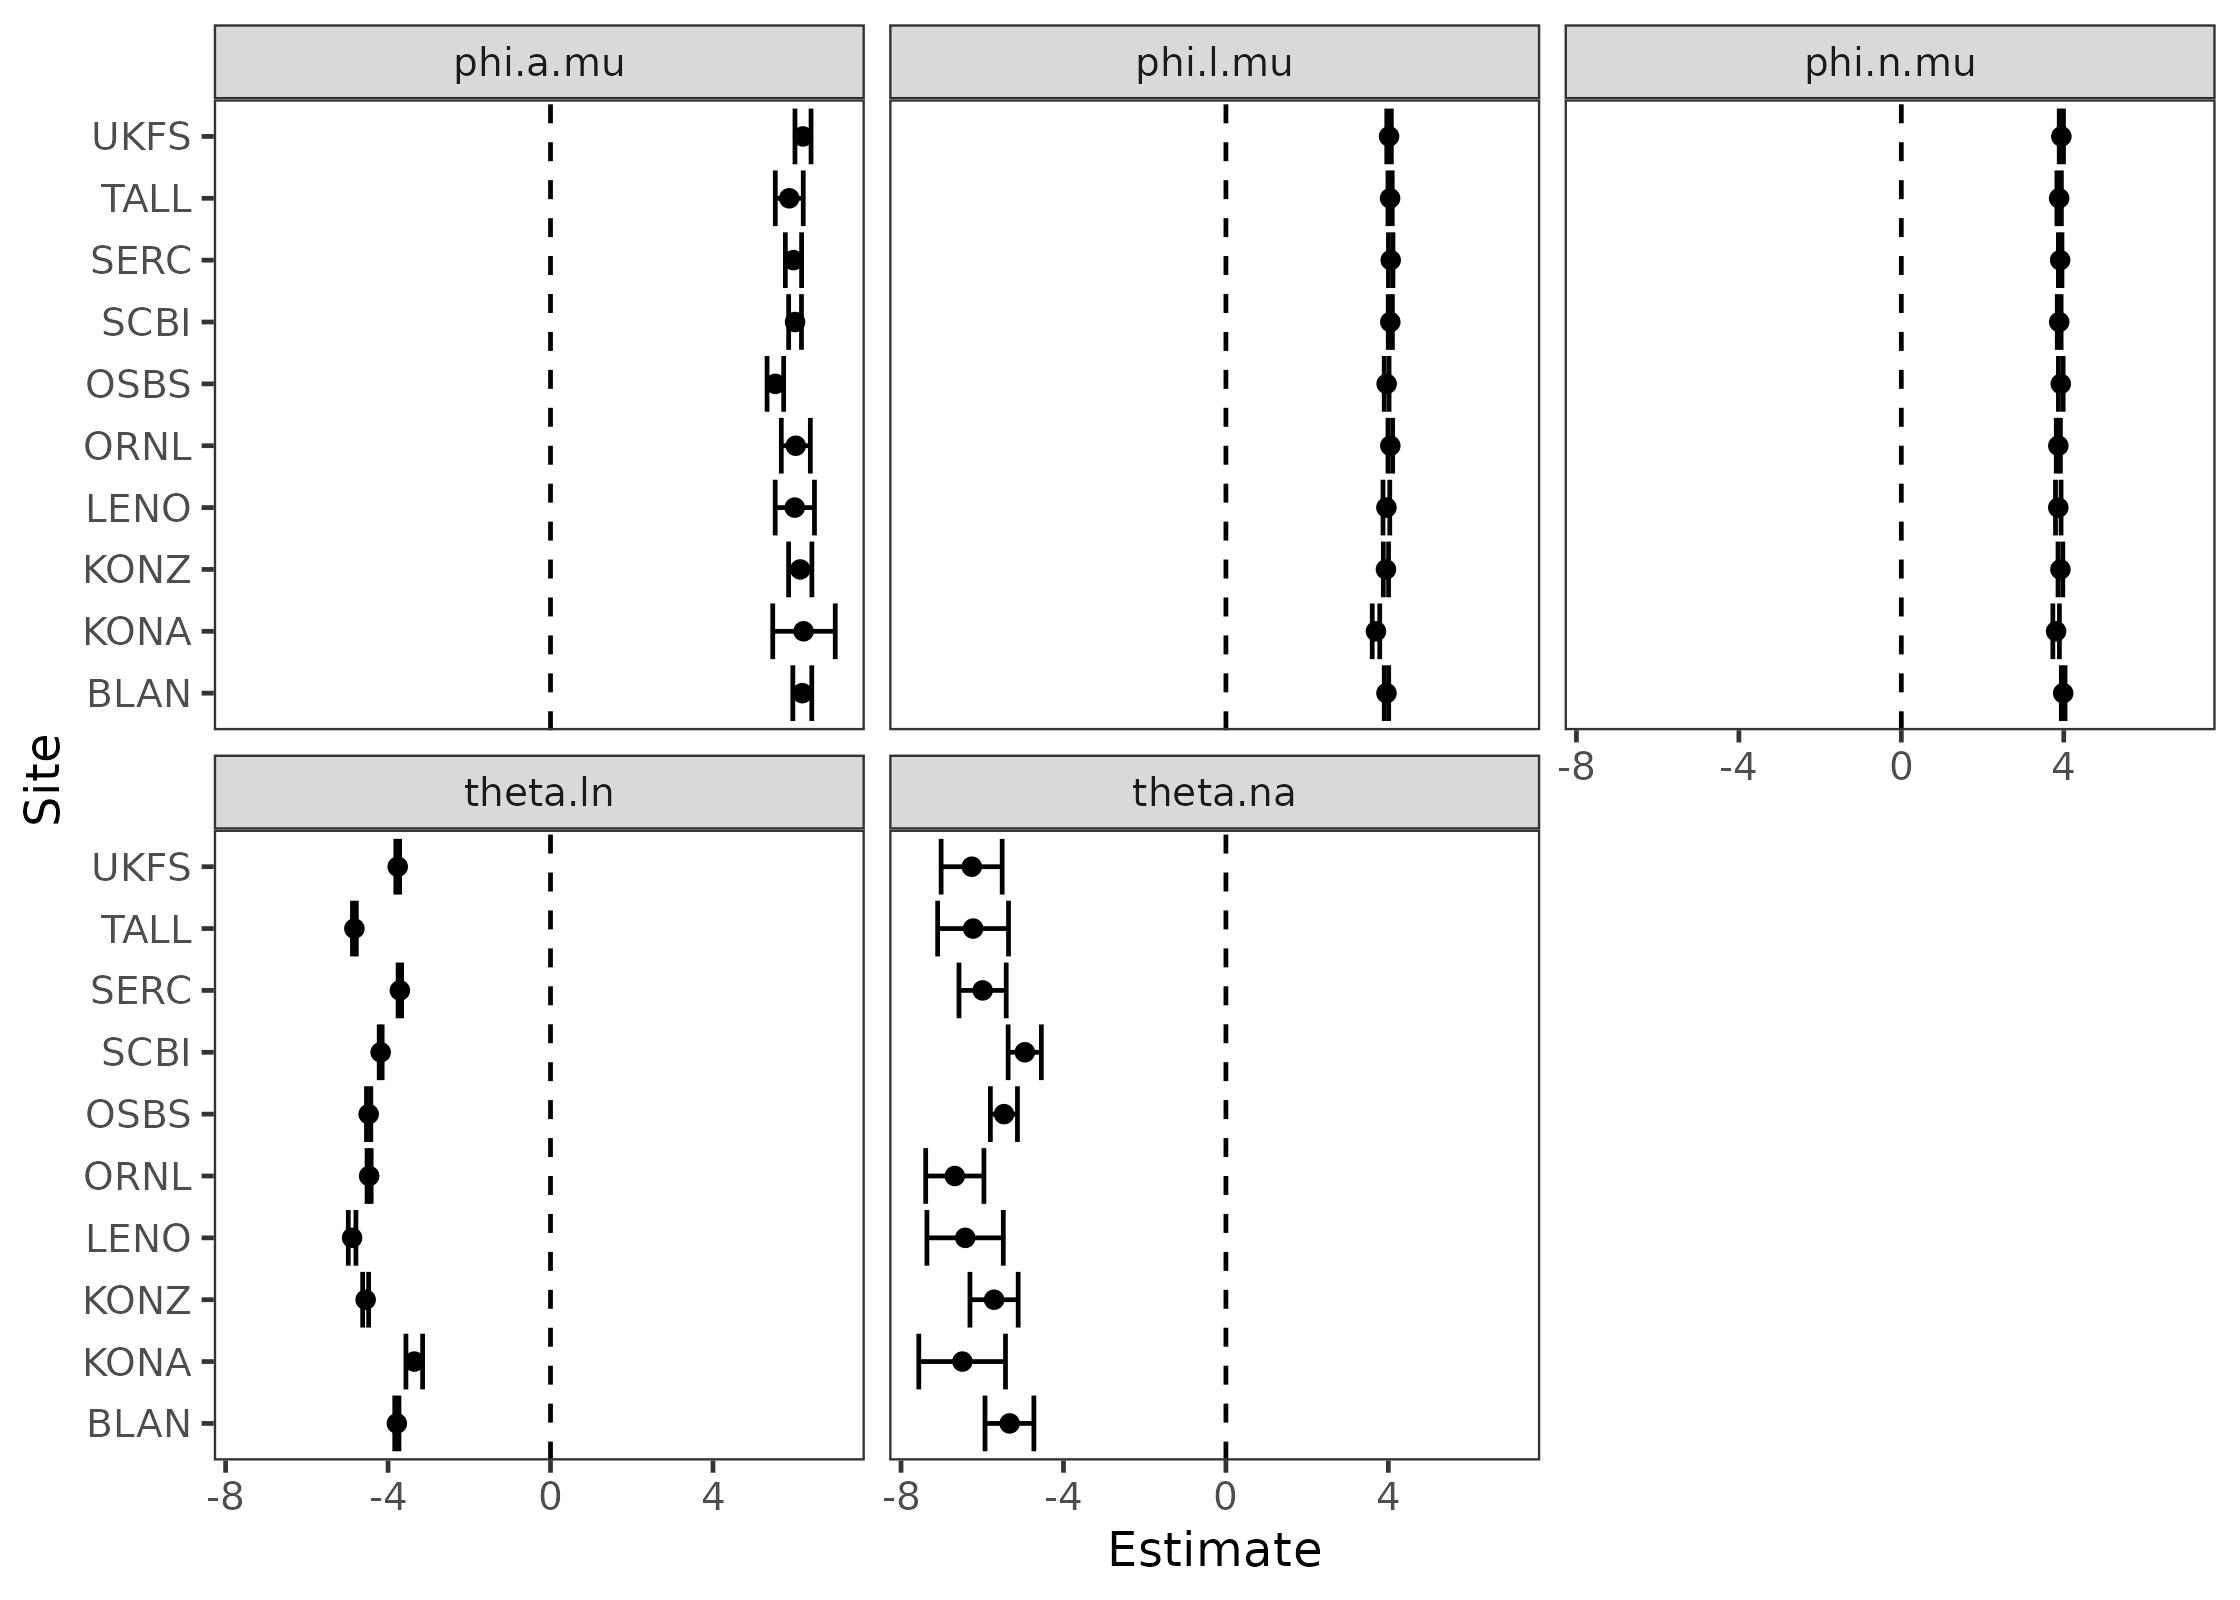 phi.a.mu
phi.l.mu
phi.n.mu
UKFS
TALL
SERC
SCBI
OSBS
ORNL
LENO
KONZ
KONA
BLAN
-8 -4 0 4
Site
theta.ln
theta.na
UKFS
TALL
SERC
SCBI
OSBS
ORNL
LENO
KONZ
KONA
BLAN
-8 -4 0 4
-8 -4 0 4
Estimate